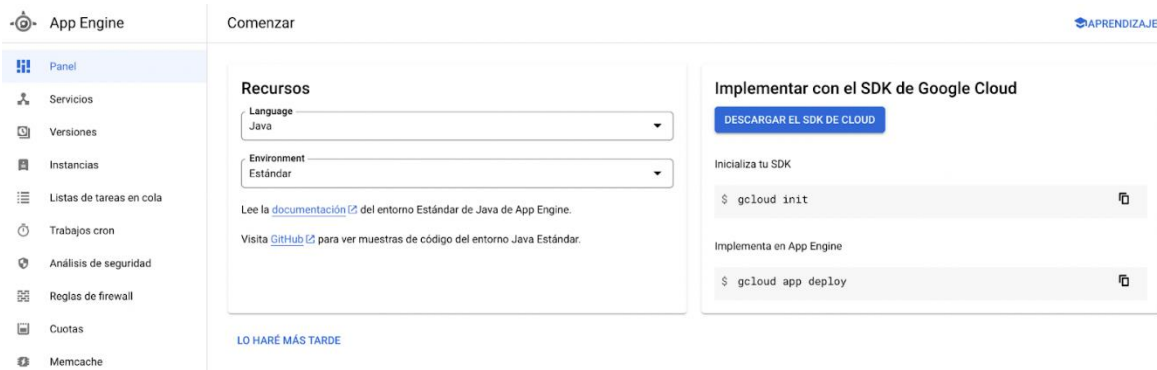 App Engine
Comenzar
APRENDIZAJE
Panel
Servicios
Versiones
Instancias
Listas de tareas en cola
Trabajos cron
Análisis de seguridad
Reglas de firewall
Cuotas
Memcache
Recursos
Language
Java
Environment
Estándar
Lee la documentación del entorno Estándar de Java de App Engine.
Visita GitHub para ver muestras de código del entorno Java Estándar.
LO HARÉ MÁS TARDE
Implementar con el SDK de Google Cloud
DESCARGAR EL SDK DE CLOUD
Inicializa tu SDK
$ gcloud init
Implementa en App Engine
$ gcloud app deploy